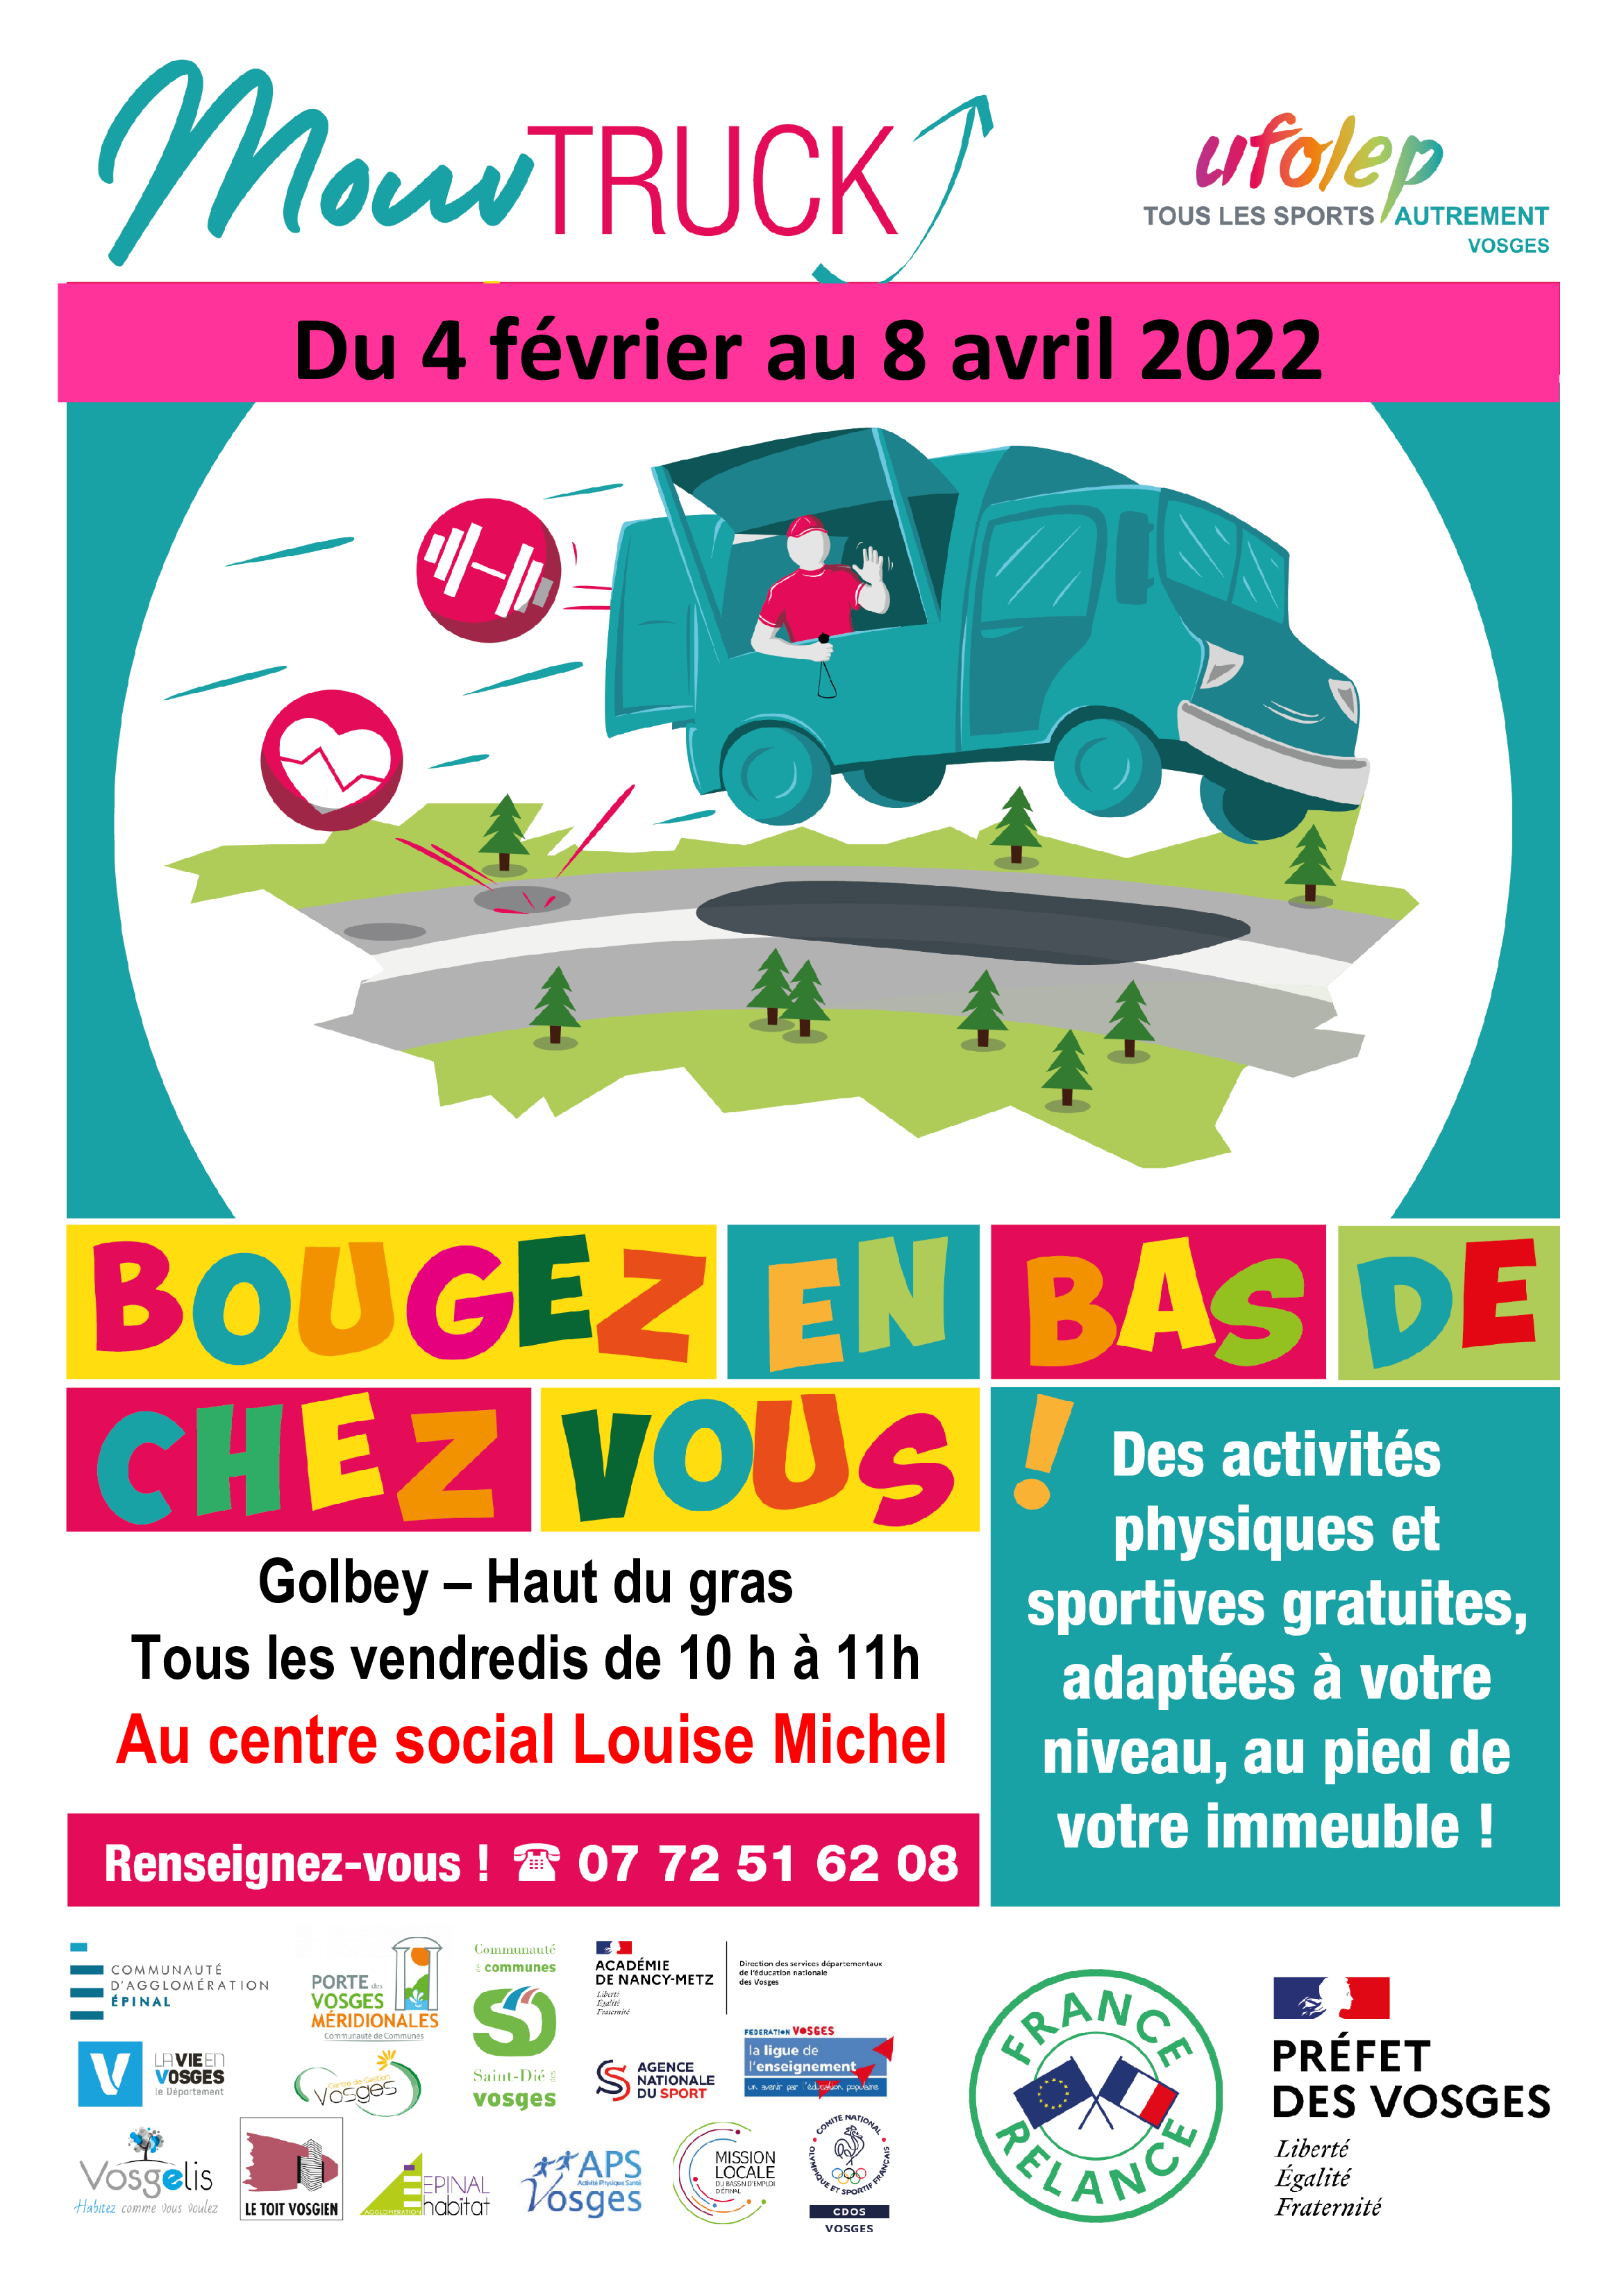 MouvTRUCK
ufolep
TOUS LES SPORTS AUTREMENT
VOSGES
Du 4 février au 8 avril 2022
BOUGEZ EN BAS DE
CHEZ VOUS !
Des activités
physiques et
sportives gratuites,
adaptées à votre
niveau, au pied de
votre immeuble !
Golbey – Haut du gras
Tous les vendredis de 10 h à 11h
Au centre social Louise Michel
Renseignez-vous ! ☎ 07 72 51 62 08
COMMUNAUTÉ
D'AGGLOMÉRATION
ÉPINAL
PORTE des
VOSGES
MÉRIDIONALES
Communauté de Communes
Communauté
de communes
Saint-Dié des
vosges
ACADÉMIE
DE NANCY-METZ
Liberté
Égalité
Fraternité
Direction des services départementaux
de l'éducation nationale
des Vosges
V
LA VIE EN
VOSGES
le Département
Centre de Gestion
Vosges
AGENCE
NATIONALE
DU SPORT
FEDERATION VOSGES
la ligue de
l'enseignement
un avenir par l'éducation populaire
Vosgelis
Habitez comme vous voulez
LE TOIT VOSGIEN
EPINAL
AGGLOMERATION habitat
APS
Activité Physique Santé
Vosges
MISSION
LOCALE
DU BASSIN D'EMPLOI
D'ÉPINAL
COMITE NATIONAL
OLYMPIQUE ET SPORTIF FRANÇAIS
CDOS
VOSGES
FRANCE
RELANCE
PRÉFET
DES VOSGES
Liberté
Égalité
Fraternité